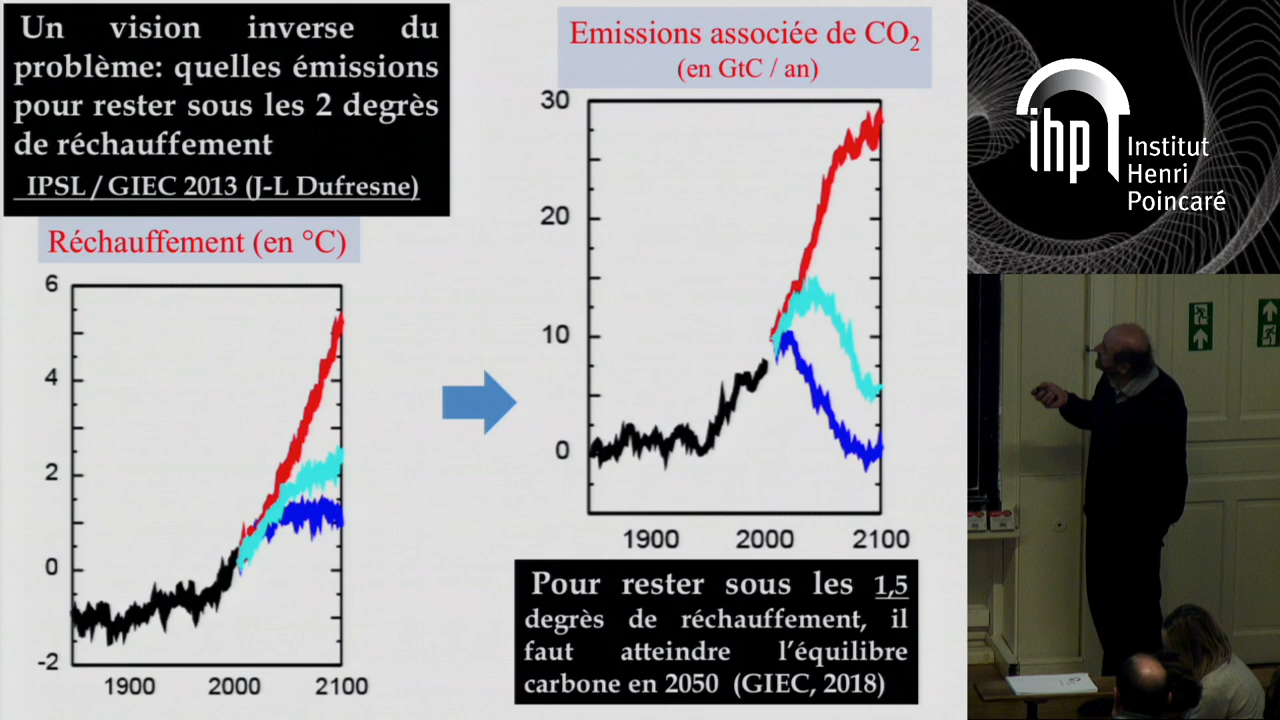 Un vision inverse du
problème: quelles émissions
pour rester sous les 2 degrès
de réchauffement
IPSL / GIEC 2013 (J-L Dufresne)
Réchauffement (en °C)
6
4
2
0
-2
1900 2000 2100
Emissions associée de CO2
(en GtC / an)
30
20
10
0
1900 2000 2100
Pour rester sous les 1,5
degrès de réchauffement, il
faut atteindre l'équilibre
carbone en 2050 (GIEC, 2018)
ihp
Institut
Henri
Poincaré